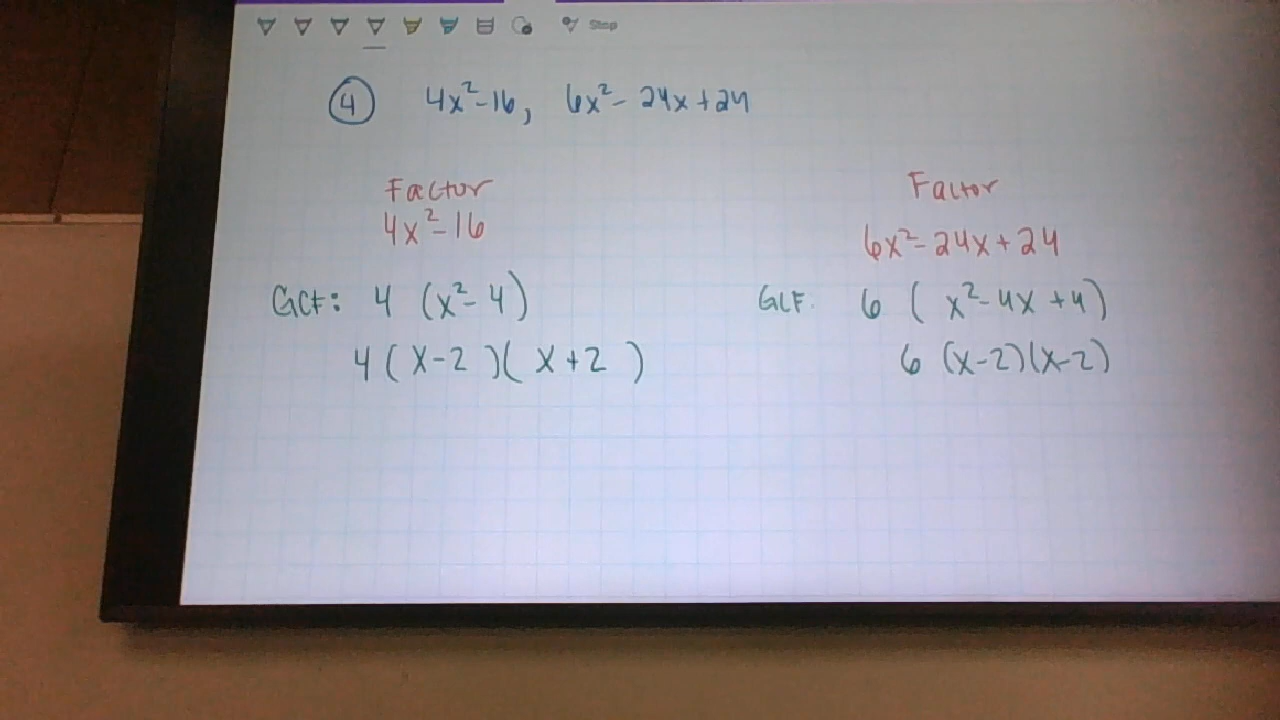 Stop
④ 4x²-16, 6x²- 24x+24
Factor
4x²-16
GCF: 4 (x²-4)
4(x-2)(x+2)
Factor
6x²-24x+24
GCF. 6 (x²-4x+4)
6 (x-2)(x-2)